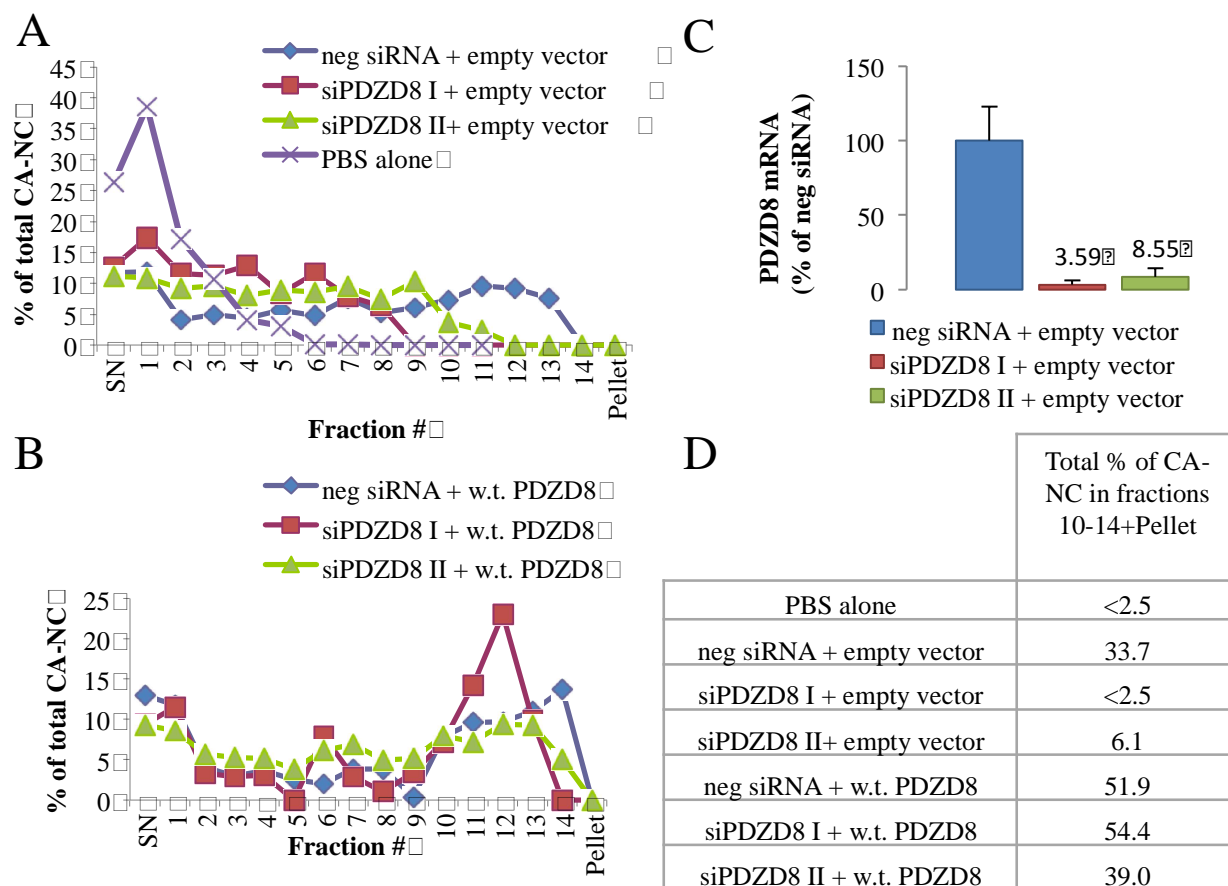 A
neg siRNA + empty vector
siPDZD8 I + empty vector
siPDZD8 II+ empty vector
PBS alone
% of total CA-NC
45
40
35
30
25
20
15
10
5
0
SN 1 2 3 4 5 6 7 8 9 10 11 12 13 14 Pellet
Fraction #
B
neg siRNA + w.t. PDZD8
siPDZD8 I + w.t. PDZD8
siPDZD8 II + w.t. PDZD8
% of total CA-NC
25
20
15
10
5
0
SN 1 2 3 4 5 6 7 8 9 10 11 12 13 14 Pellet
Fraction #
C
PDZD8 mRNA
(% of neg siRNA)
150
100
50
0
3.59
8.55
neg siRNA + empty vector
siPDZD8 I + empty vector
siPDZD8 II + empty vector
D
Total % of CA-
NC in fractions
10-14+Pellet
PBS alone <2.5
neg siRNA + empty vector 33.7
siPDZD8 I + empty vector <2.5
siPDZD8 II+ empty vector 6.1
neg siRNA + w.t. PDZD8 51.9
siPDZD8 I + w.t. PDZD8 54.4
siPDZD8 II + w.t. PDZD8 39.0